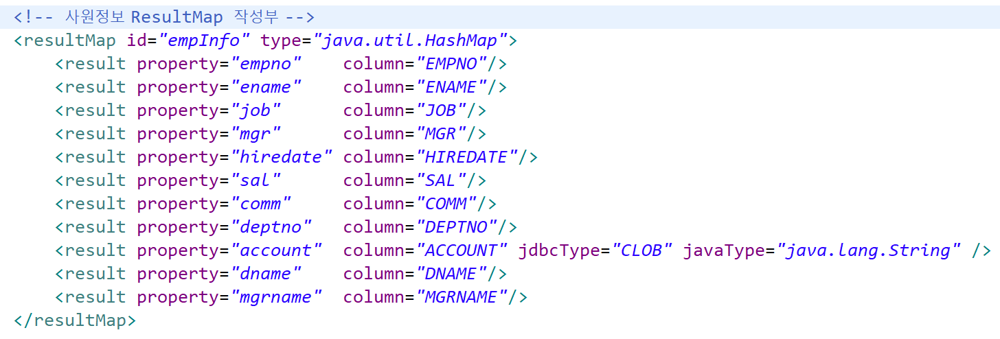 <!-- 사원정보 ResultMap 작성부 -->
<resultMap id="empInfo" type="java.util.HashMap">
    <result property="empno"    column="EMPNO"/>
    <result property="ename"    column="ENAME"/>
    <result property="job"      column="JOB"/>
    <result property="mgr"      column="MGR"/>
    <result property="hiredate" column="HIREDATE"/>
    <result property="sal"      column="SAL"/>
    <result property="comm"     column="COMM"/>
    <result property="deptno"   column="DEPTNO"/>
    <result property="account"  column="ACCOUNT" jdbcType="CLOB" javaType="java.lang.String" />
    <result property="dname"    column="DNAME"/>
    <result property="mgrname"  column="MGRNAME"/>
</resultMap>